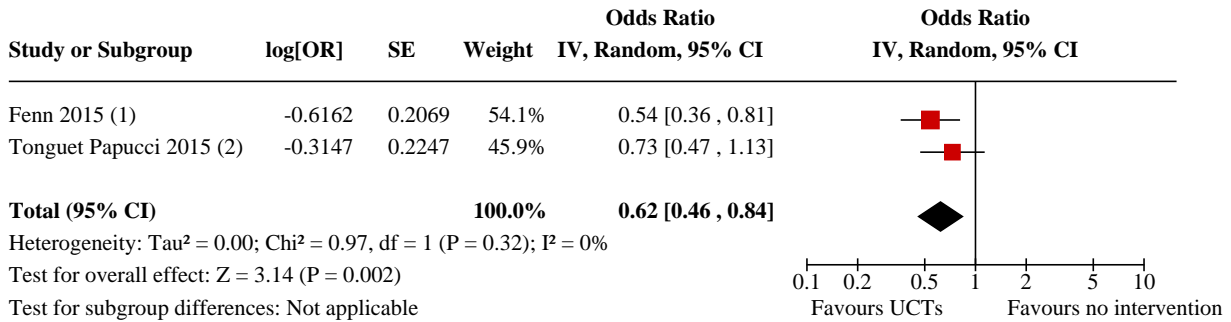 Odds Ratio Odds Ratio
Study or Subgroup log[OR] SE Weight IV, Random, 95% CI IV, Random, 95% CI
Fenn 2015 (1) -0.6162 0.2069 54.1% 0.54 [0.36 , 0.81]
Tonguet Papucci 2015 (2) -0.3147 0.2247 45.9% 0.73 [0.47 , 1.13]
Total (95% CI) 100.0% 0.62 [0.46 , 0.84]
Heterogeneity: Tau² = 0.00; Chi² = 0.97, df = 1 (P = 0.32); I² = 0%
Test for overall effect: Z = 3.14 (P = 0.002)
0.1 0.2 0.5 1 2 5 10
Test for subgroup differences: Not applicable
Favours UCTs Favours no intervention